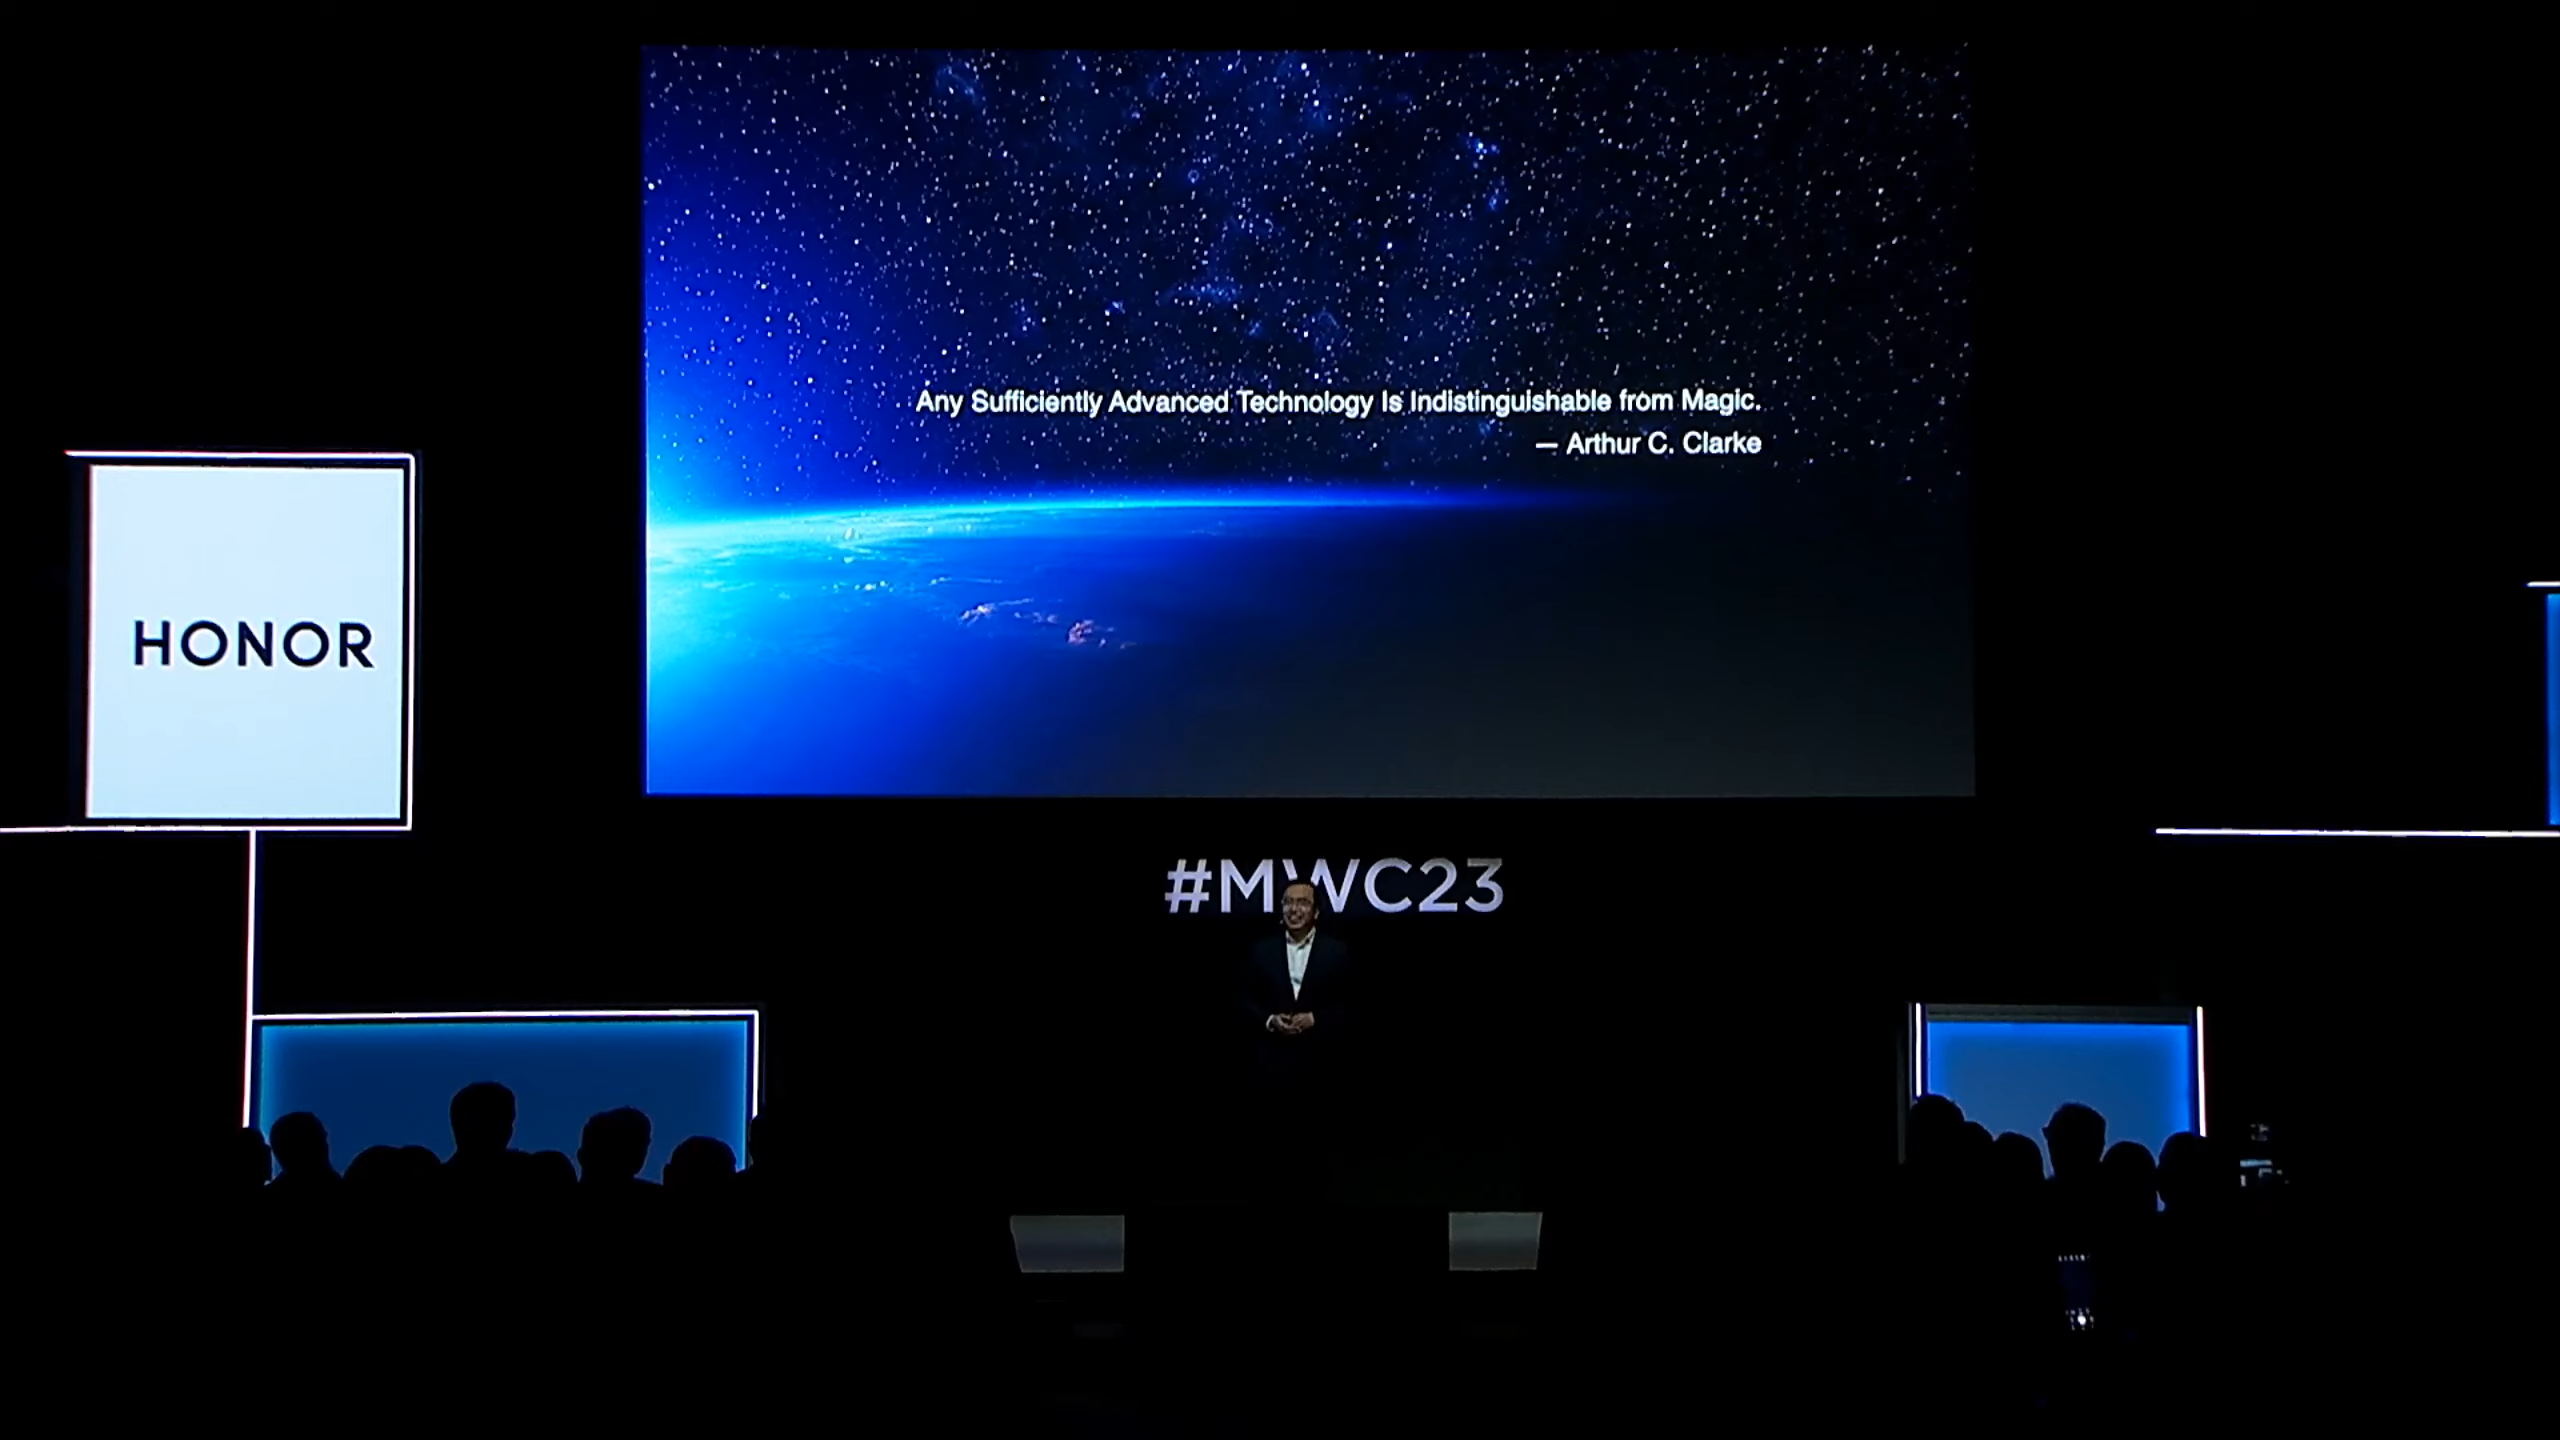 Any Sufficiently Advanced Technology Is Indistinguishable from Magic.
— Arthur C. Clarke
HONOR
#MWC23